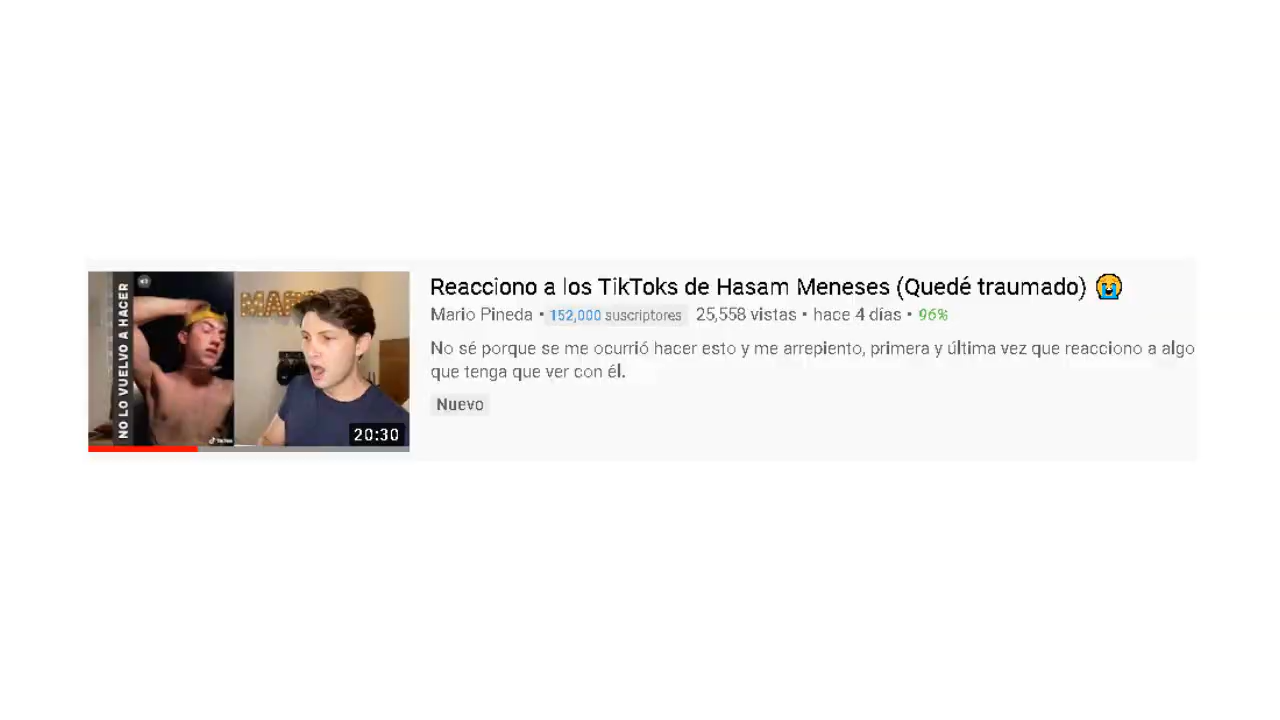 NO LO VUELVO A HACER
MAR
TikTok
20:30
Reacciono a los TikToks de Hasam Meneses (Quedé traumado) 😭
Mario Pineda • 152,000 suscriptores 25,558 vistas • hace 4 días • 96%
No sé porque se me ocurrió hacer esto y me arrepiento, primera y última vez que reacciono a algo
que tenga que ver con él.
Nuevo